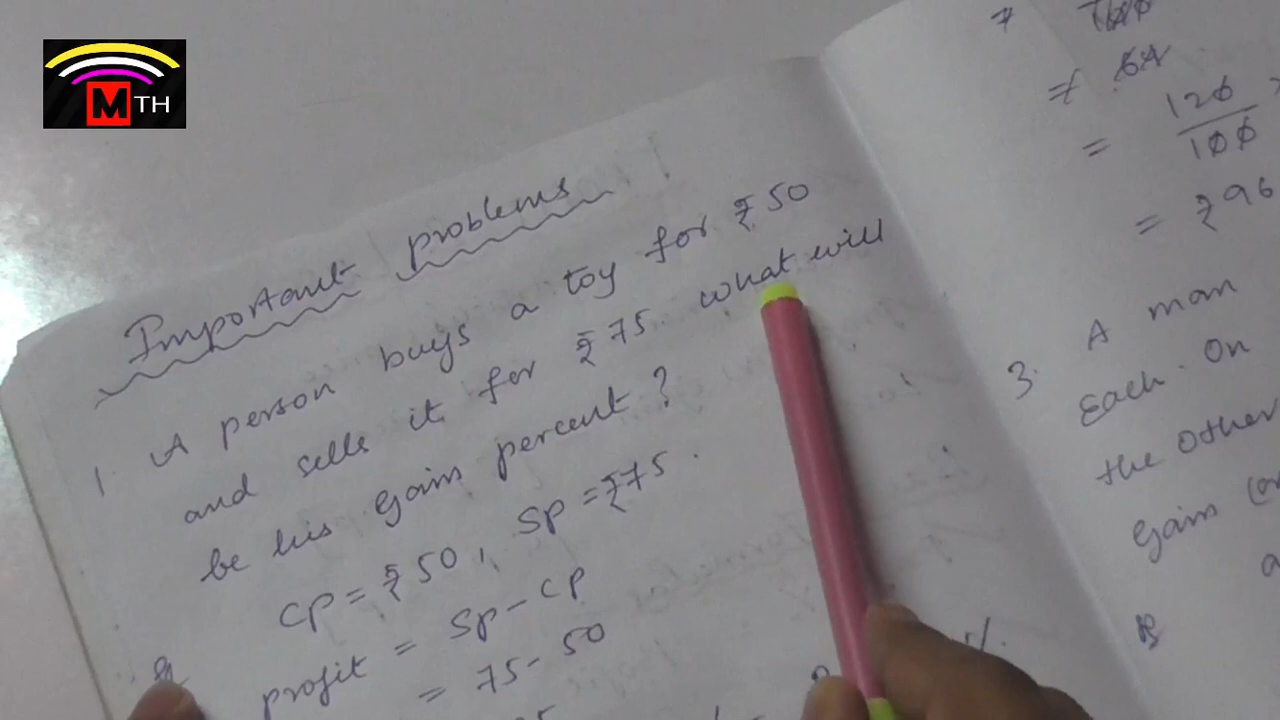 MTH
Important problems
1. A person buys a toy for ₹50
and sells it for ₹75. what will
be his gain percent?
CP = ₹50, SP = ₹75.
profit = SP - CP
= 75 - 50
= 120/100
= ₹96
3. A man
Each. On
the other
Gain (or